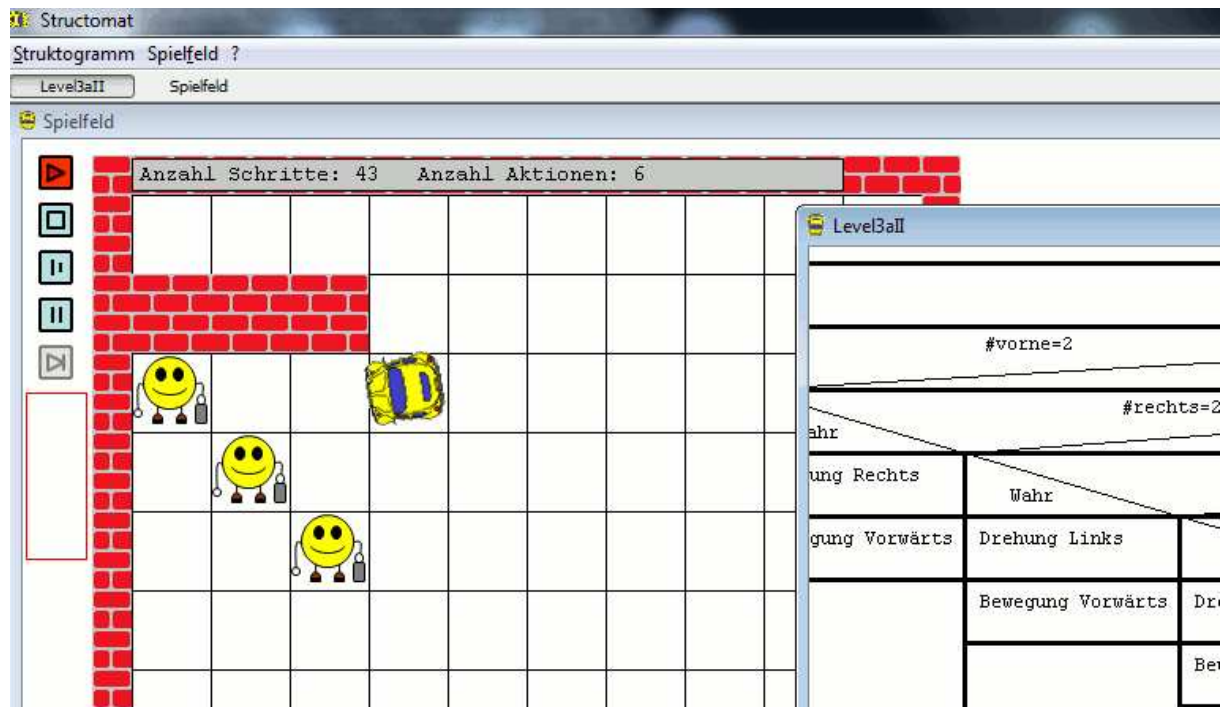 Structomat
Struktogramm Spielfeld ?
Level3aII Spielfeld
Spielfeld
Anzahl Schritte: 43 Anzahl Aktionen: 6
Level3aII
#vorne=2
#rechts=2
ahr
ung Rechts
Wahr
gung Vorwärts
Drehung Links
Bewegung Vorwärts